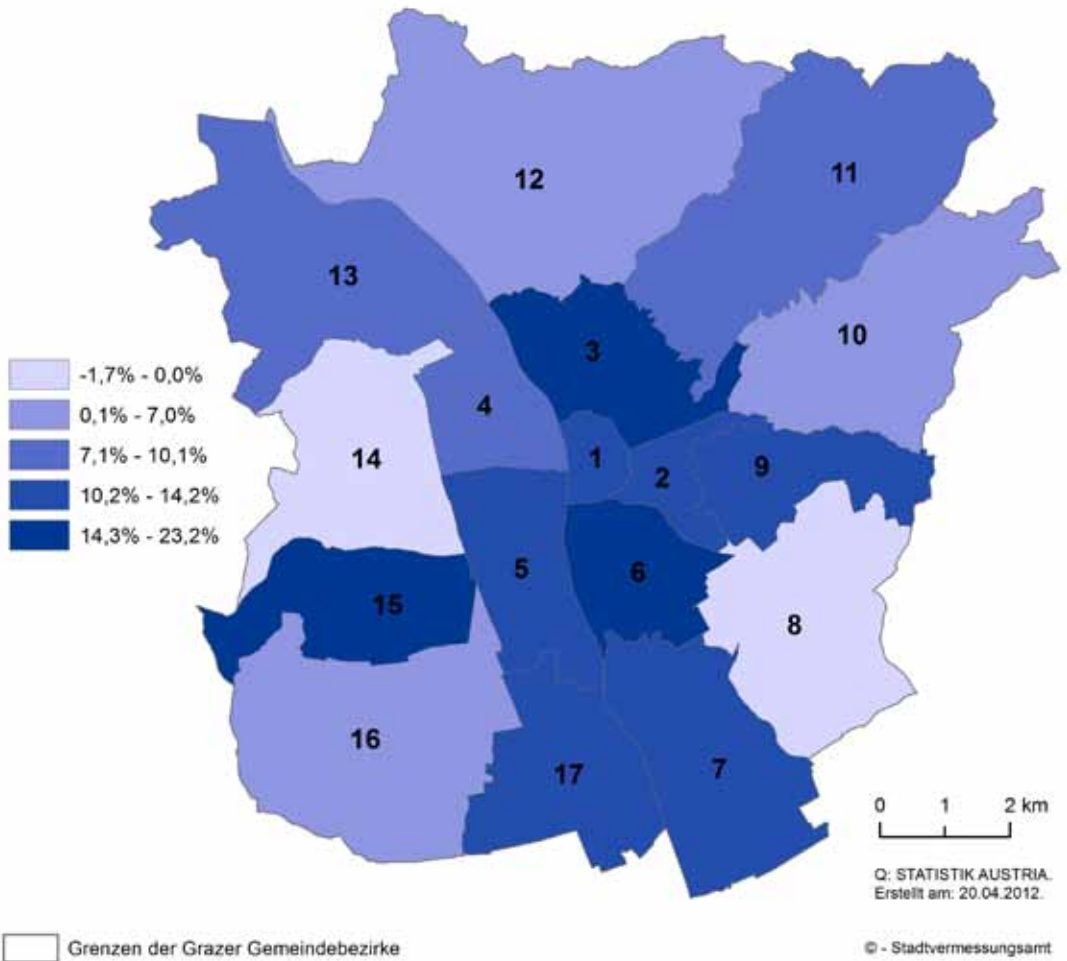 12
11
13
10
3
-1,7% - 0,0%
0,1% - 7,0%
4
7,1% - 10,1%
14
1
2
9
10,2% - 14,2%
14,3% - 23,2%
5
6
15
8
16
17
7
0 1 2 km
Q: STATISTIK AUSTRIA.
Erstellt am: 20.04.2012.
Grenzen der Grazer Gemeindebezirke
© - Stadtvermessungsamt